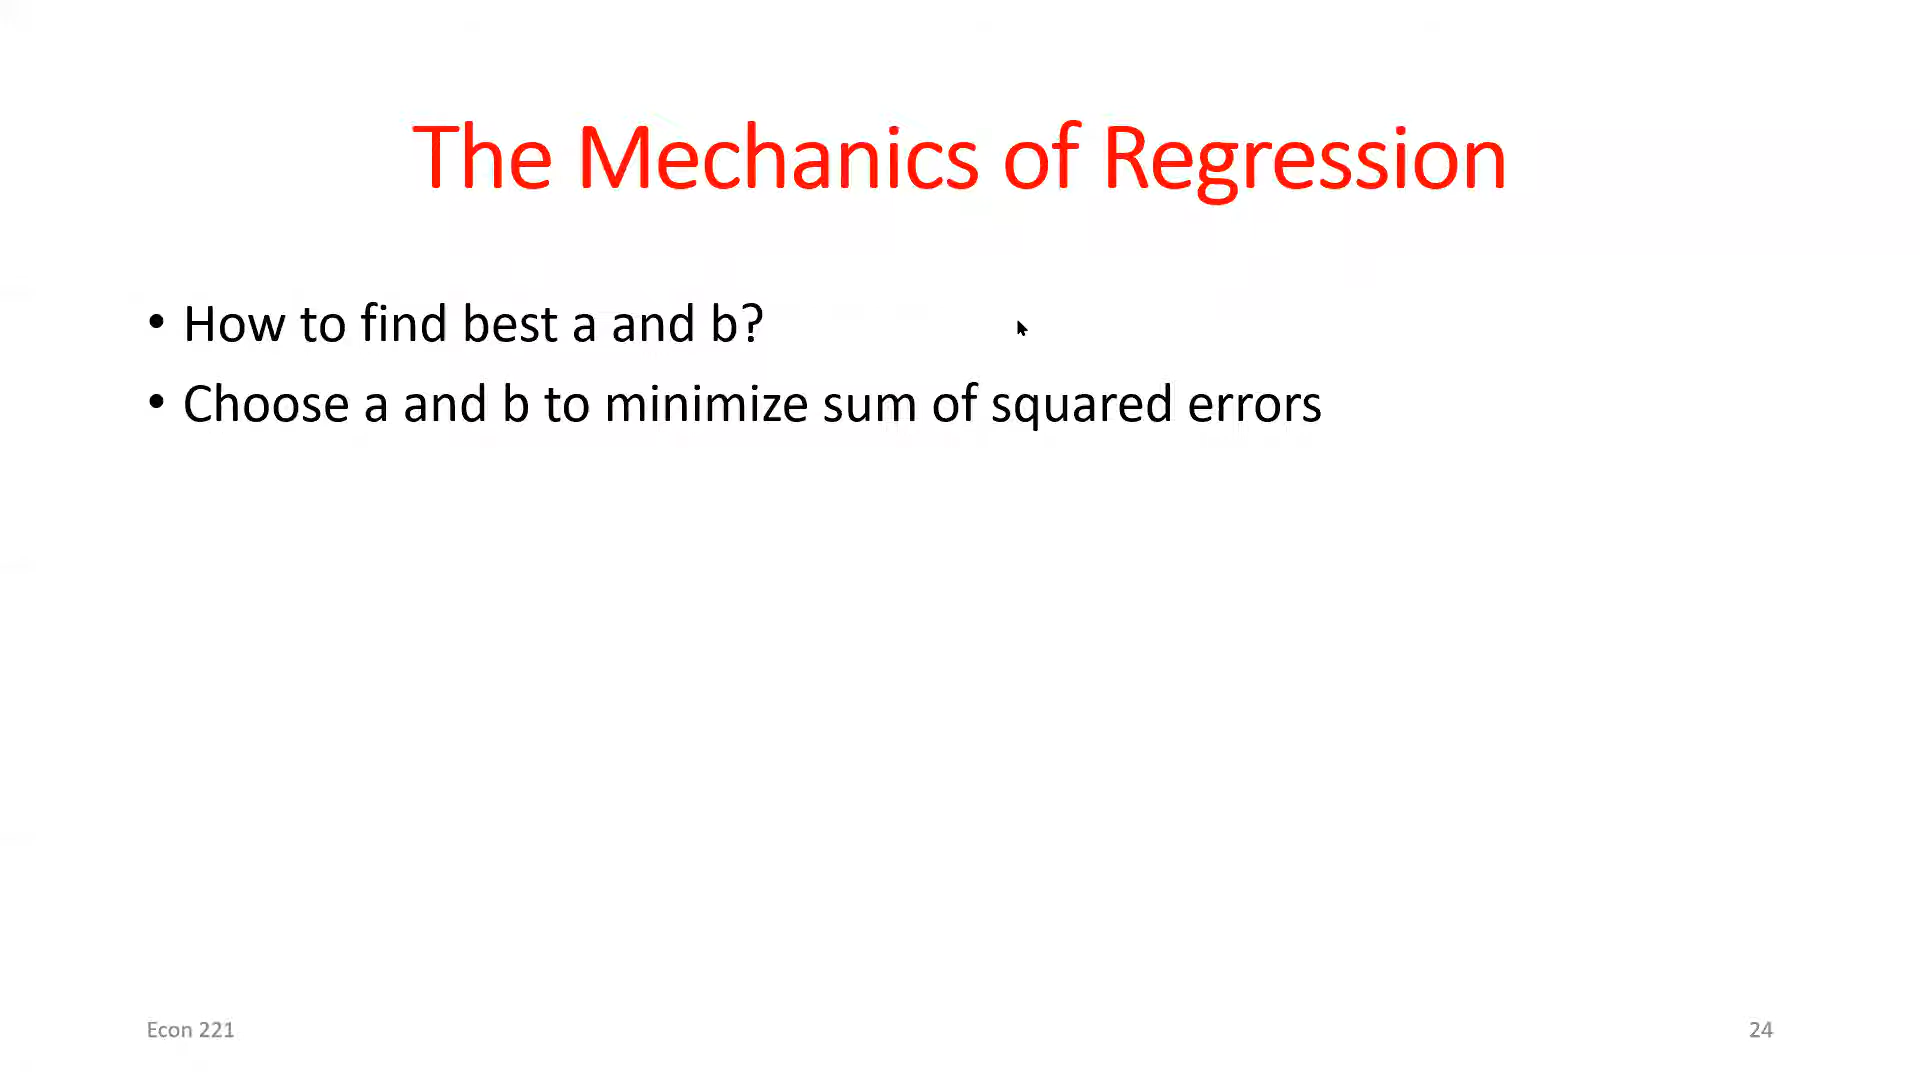 The Mechanics of Regression
• How to find best a and b?
• Choose a and b to minimize sum of squared errors
Econ 221
24